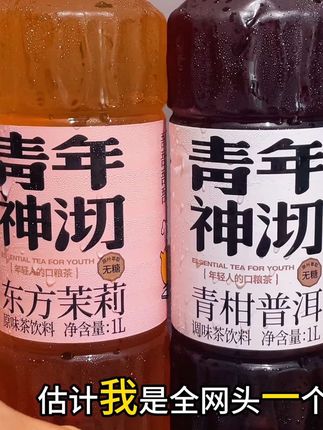 青年
神沏
ESSENTIAL TEA FOR YOUTH
[年轻人的口粮茶]
无糖
东方茉莉
原味茶饮料 净含量:1L
青年
神沏
ESSENTIAL TEA FOR YOUTH
[年轻人的口粮茶]
无糖
青柑普洱
调味茶饮料 净含量:1L
估计我是全网头一个